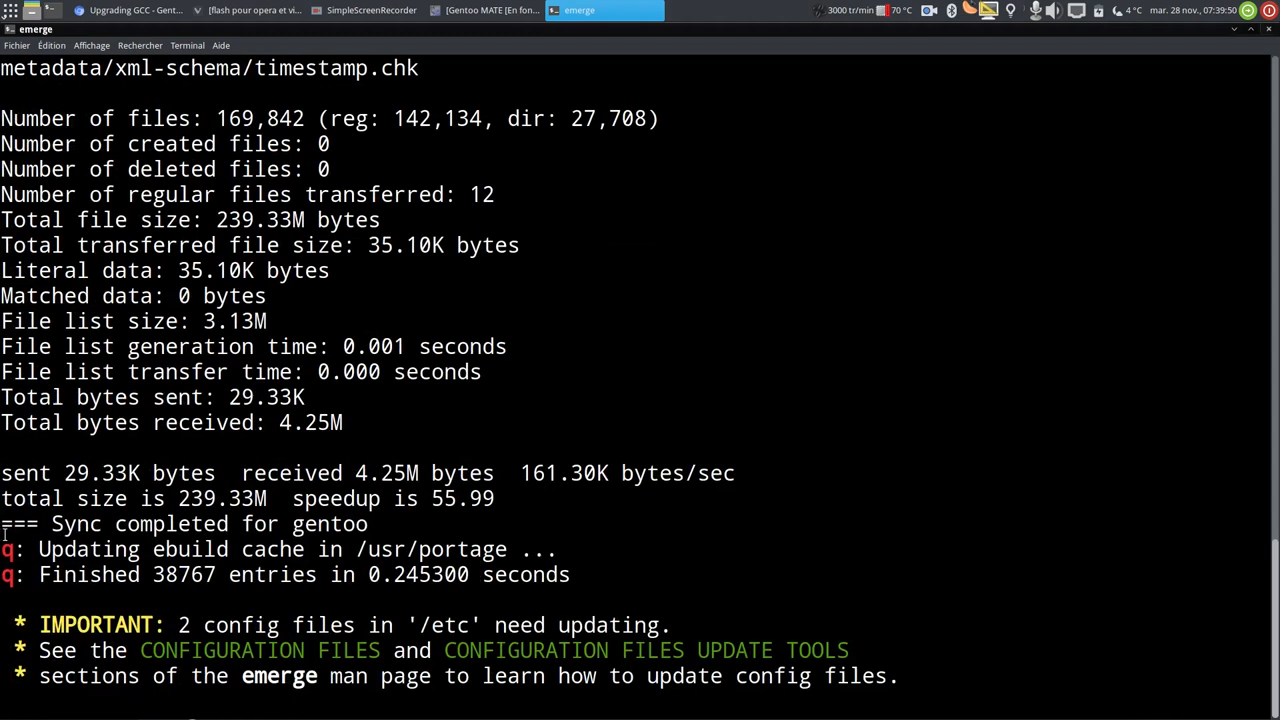 Upgrading GCC - Gent...
[flash pour opera et vi...
SimpleScreenRecorder
[Gentoo MATE [En fon...
emerge
3000 tr/min
70 °C
4 °C
mar. 28 nov., 07:39:50
emerge
Fichier Édition Affichage Rechercher Terminal Aide
metadata/xml-schema/timestamp.chk
Number of files: 169,842 (reg: 142,134, dir: 27,708)
Number of created files: 0
Number of deleted files: 0
Number of regular files transferred: 12
Total file size: 239.33M bytes
Total transferred file size: 35.10K bytes
Literal data: 35.10K bytes
Matched data: 0 bytes
File list size: 3.13M
File list generation time: 0.001 seconds
File list transfer time: 0.000 seconds
Total bytes sent: 29.33K
Total bytes received: 4.25M
sent 29.33K bytes  received 4.25M bytes  161.30K bytes/sec
total size is 239.33M  speedup is 55.99
=== Sync completed for gentoo
q: Updating ebuild cache in /usr/portage ...
q: Finished 38767 entries in 0.245300 seconds
* IMPORTANT: 2 config files in '/etc' need updating.
* See the CONFIGURATION FILES and CONFIGURATION FILES UPDATE TOOLS
* sections of the emerge man page to learn how to update config files.